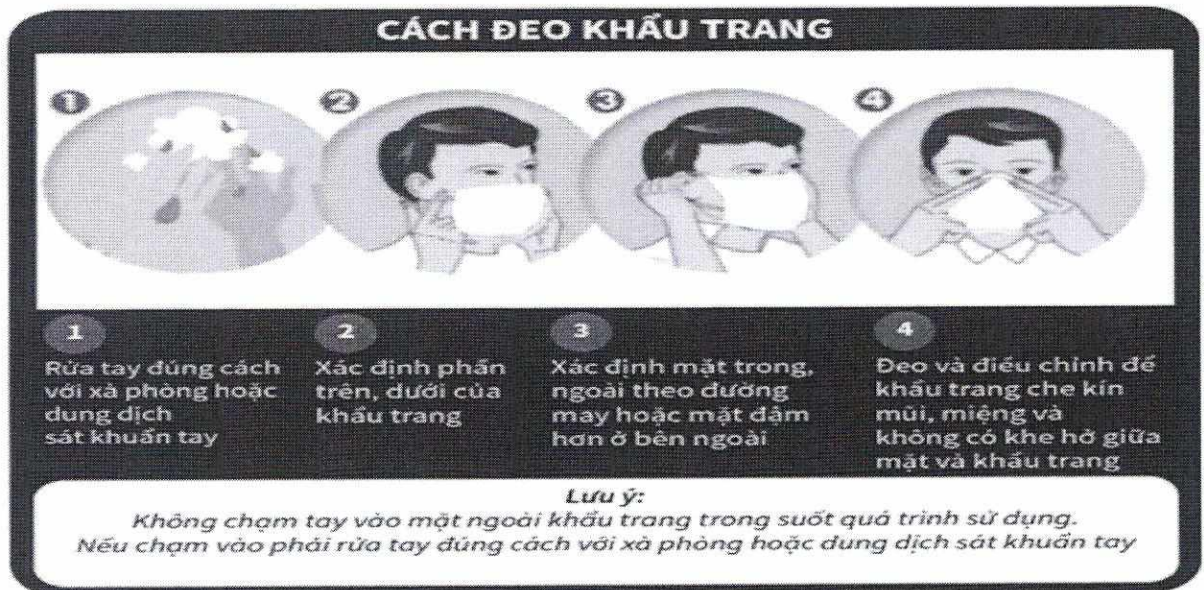 CÁCH ĐEO KHẨU TRANG
1
2
3
4
1
Rửa tay đúng cách
với xà phòng hoặc
dung dịch
sát khuẩn tay
2
Xác định phần
trên, dưới của
khẩu trang
3
Xác định mặt trong,
ngoài theo đường
may hoặc mặt đậm
hơn ở bên ngoài
4
Đeo và điều chỉnh để
khẩu trang che kín
mũi, miệng và
không có khe hở giữa
mặt và khẩu trang
Lưu ý:
Không chạm tay vào mặt ngoài khẩu trang trong suốt quá trình sử dụng.
Nếu chạm vào phải rửa tay đúng cách với xà phòng hoặc dung dịch sát khuẩn tay